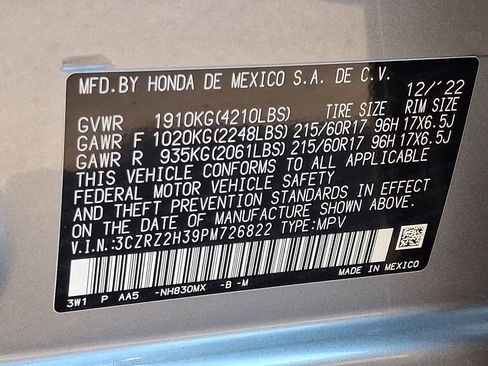 MFD.BY HONDA DE MEXICO S.A. DE C.V.
12/'22
GVWR 1910KG(4210LBS) TIRE SIZE RIM SIZE
GAWR F 1020KG(2248LBS) 215/60R17 96H 17X6.5J
GAWR R 935KG(2061LBS) 215/60R17 96H 17X6.5J
THIS VEHICLE CONFORMS TO ALL APPLICABLE
FEDERAL MOTOR VEHICLE SAFETY
AND THEFT PREVENTION STANDARDS IN EFFECT
ON THE DATE OF MANUFACTURE SHOWN ABOVE.
V.I.N.:3CZRZ2H39PM726822 TYPE:MPV
3W1 P AA5 -NH830MX -B -M MADE IN MEXICO